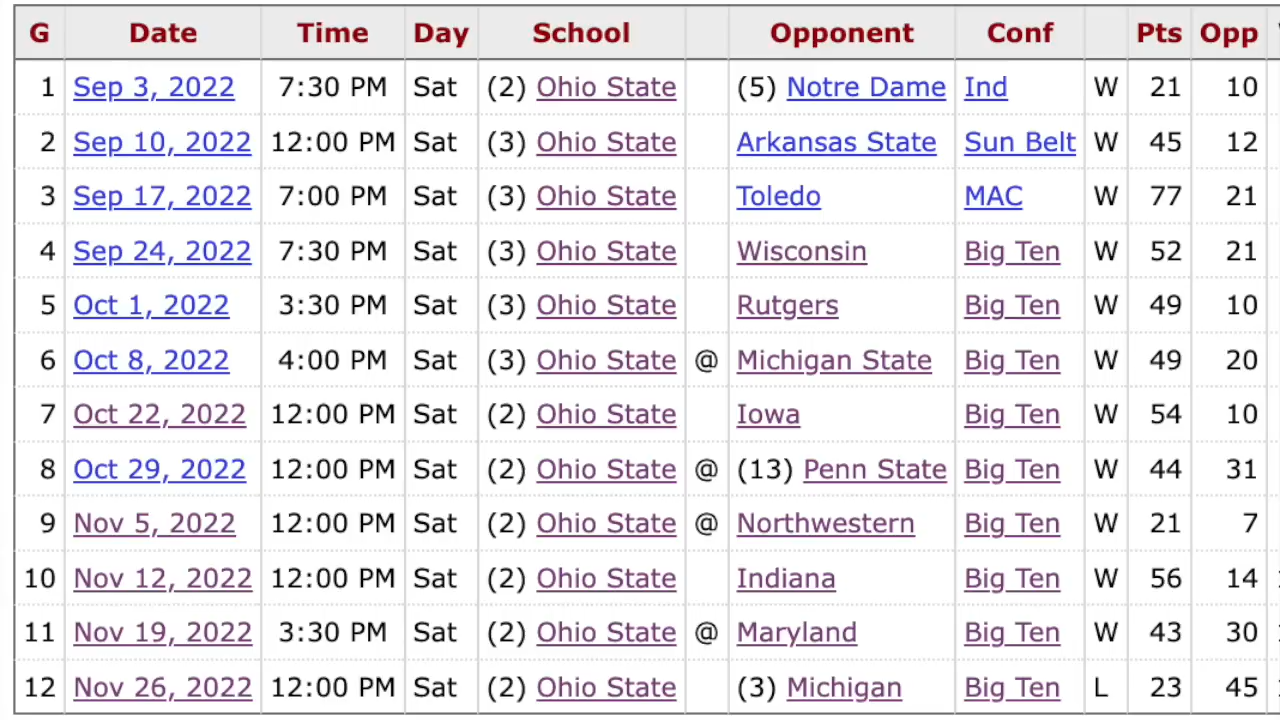 G Date Time Day School Opponent Conf Pts Opp
1 Sep 3, 2022 7:30 PM Sat (2) Ohio State (5) Notre Dame Ind W 21 10
2 Sep 10, 2022 12:00 PM Sat (3) Ohio State Arkansas State Sun Belt W 45 12
3 Sep 17, 2022 7:00 PM Sat (3) Ohio State Toledo MAC W 77 21
4 Sep 24, 2022 7:30 PM Sat (3) Ohio State Wisconsin Big Ten W 52 21
5 Oct 1, 2022 3:30 PM Sat (3) Ohio State Rutgers Big Ten W 49 10
6 Oct 8, 2022 4:00 PM Sat (3) Ohio State @ Michigan State Big Ten W 49 20
7 Oct 22, 2022 12:00 PM Sat (2) Ohio State Iowa Big Ten W 54 10
8 Oct 29, 2022 12:00 PM Sat (2) Ohio State @ (13) Penn State Big Ten W 44 31
9 Nov 5, 2022 12:00 PM Sat (2) Ohio State @ Northwestern Big Ten W 21 7
10 Nov 12, 2022 12:00 PM Sat (2) Ohio State Indiana Big Ten W 56 14
11 Nov 19, 2022 3:30 PM Sat (2) Ohio State @ Maryland Big Ten W 43 30
12 Nov 26, 2022 12:00 PM Sat (2) Ohio State (3) Michigan Big Ten L 23 45